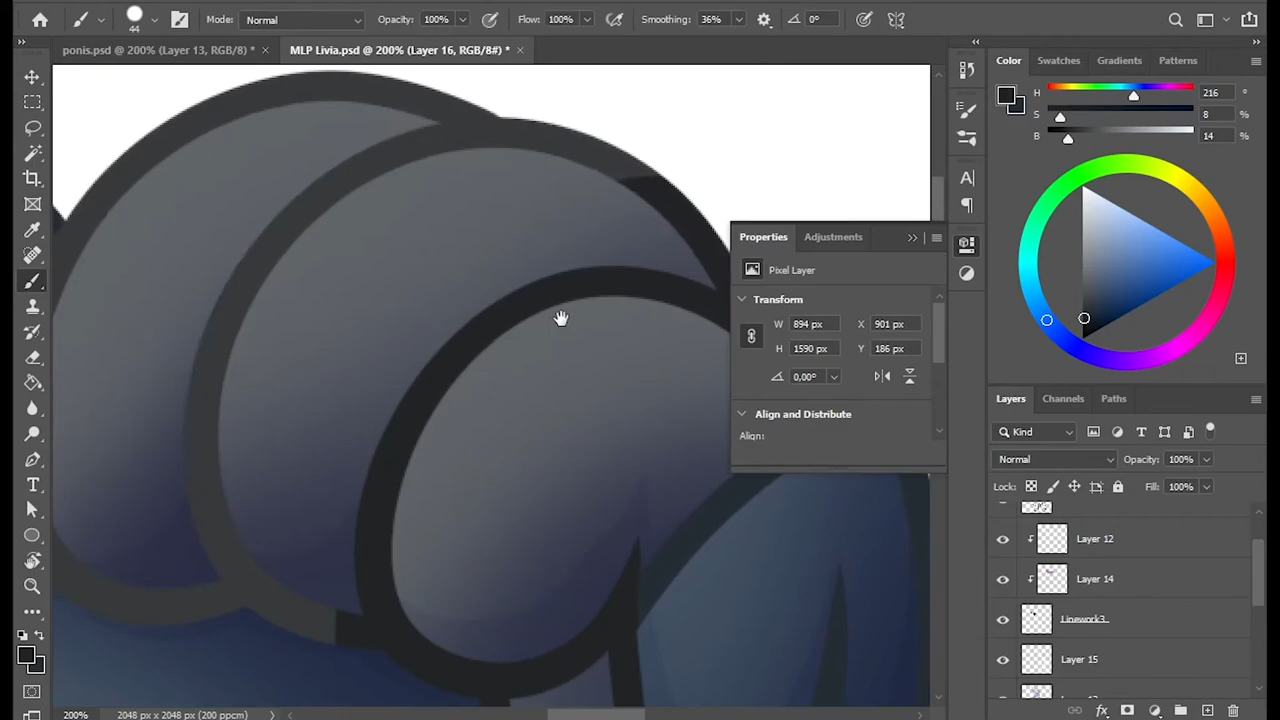 44 Mode: Normal Opacity: 100% Flow: 100% Smoothing: 36% 0°
ponis.psd @ 200% (Layer 13, RGB/8) * × MLP Livia.psd @ 200% (Layer 16, RGB/8#) * ×
Color Swatches Gradients Patterns
H 216 °
S 8 %
B 14 %
Properties Adjustments
Pixel Layer
Transform
W 894 px X 901 px
H 1590 px Y 186 px
0,00°
Align and Distribute
Align:
Layers Channels Paths
Kind
Normal Opacity: 100%
Lock: Fill: 100%
Layer 12
Layer 14
Linework3
Layer 15
200% 2048 px x 2048 px (200 ppcm)